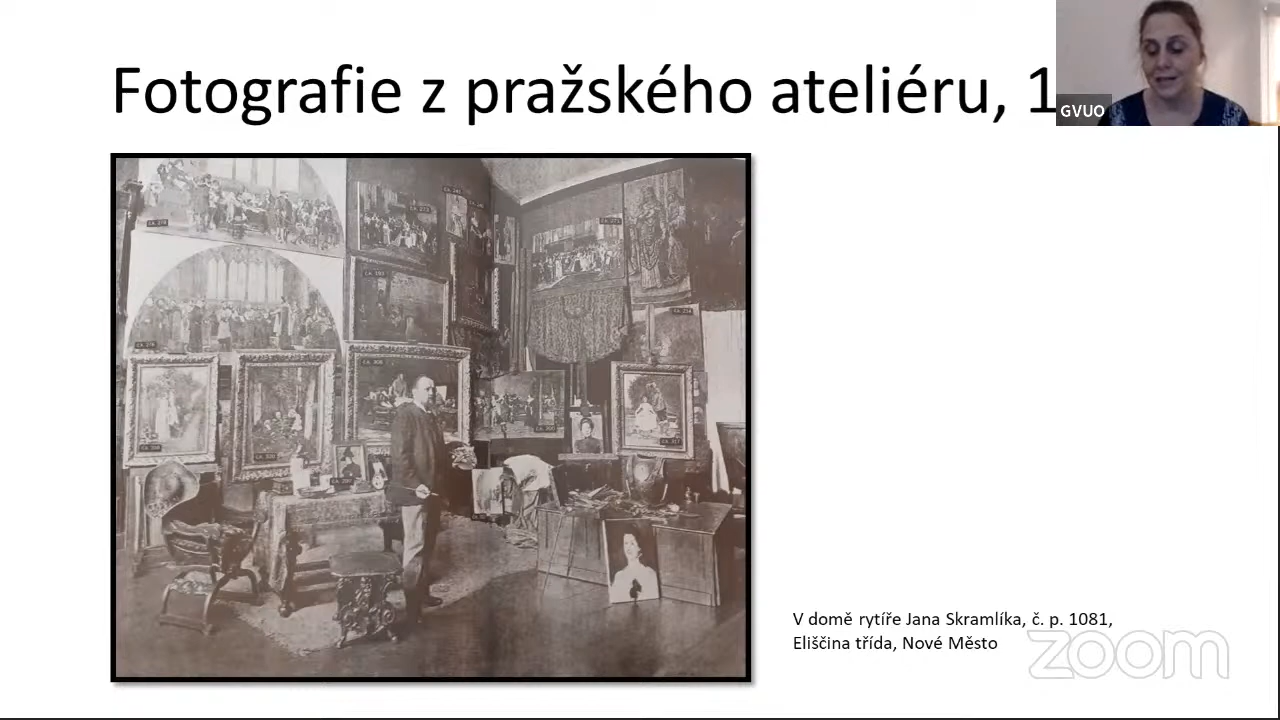 Fotografie z pražského ateliéru, 1
GVUO
V domě rytíře Jana Skramlíka, č. p. 1081,
Eliščina třída, Nové Město
zoom